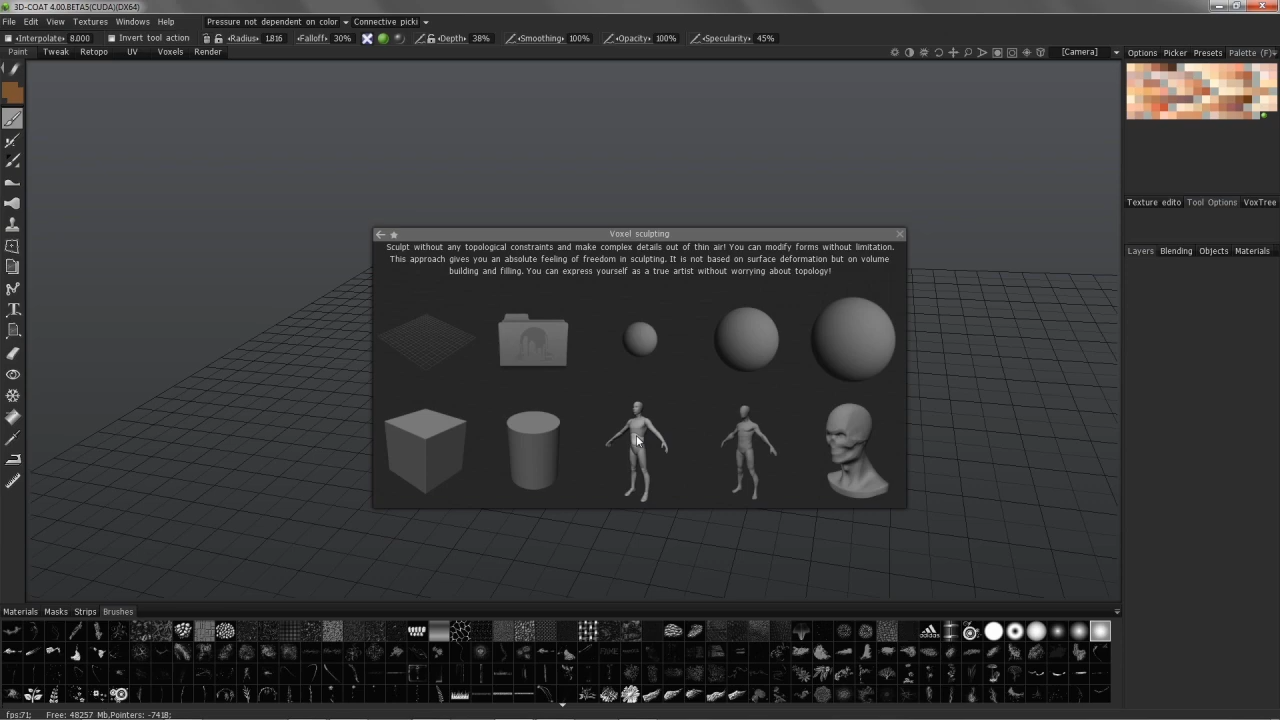 3D-COAT 4.00.BETA5(CUDA)(DX64)
File Edit View Textures Windows Help Pressure not dependent on color Connective picki
Interpolate: 8.000 Invert tool action Radius: 1.816 Falloff: 30% Depth: 38% Smoothing: 100% Opacity: 100% Specularity: 45%
Paint Tweak Retopo UV Voxels Render [Camera] Options Picker Presets Palette (F)
Voxel sculpting
Sculpt without any topological constraints and make complex details out of thin air! You can modify forms without limitation.
This approach gives you an absolute feeling of freedom in sculpting. It is not based on surface deformation but on volume
building and filling. You can express yourself as a true artist without worrying about topology!
Texture edito Tool Options VoxTree
Layers Blending Objects Materials
Materials Masks Strips Brushes
adidas
fps:71; Free: 48257 Mb,Pointers: -7418;